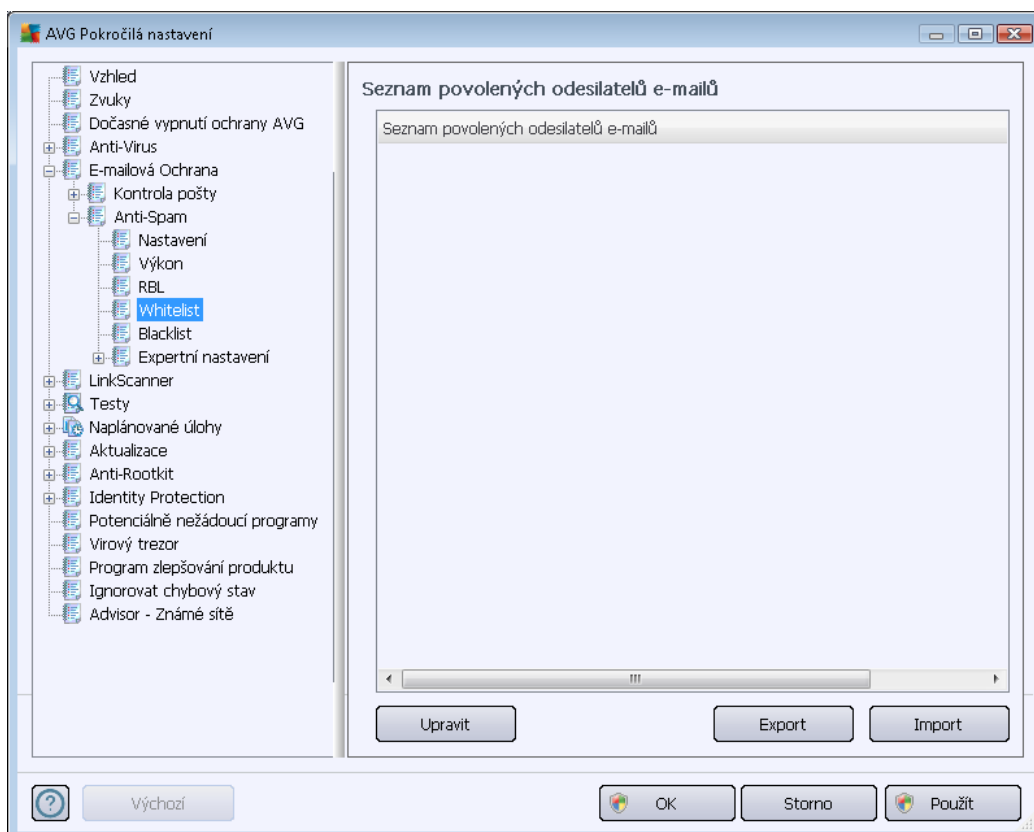 AVG Pokročilá nastavení
Vzhled
Zvuky
Dočasné vypnutí ochrany AVG
Anti-Virus
E-mailová Ochrana
Kontrola pošty
Anti-Spam
Nastavení
Výkon
RBL
Whitelist
Blacklist
Expertní nastavení
LinkScanner
Testy
Naplánované úlohy
Aktualizace
Anti-Rootkit
Identity Protection
Potenciálně nežádoucí programy
Virový trezor
Program zlepšování produktu
Ignorovat chybový stav
Advisor - Známé sítě
Seznam povolených odesilatelů e-mailů
Seznam povolených odesilatelů e-mailů
Upravit
Export
Import
Výchozí
OK
Storno
Použít